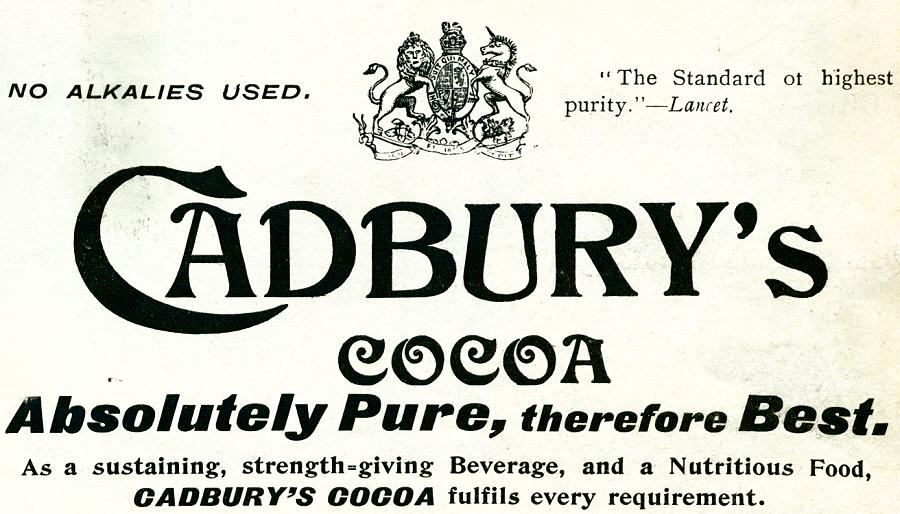 NO ALKALIES USED.
"The Standard ot highest
purity."—Lancet.
CADBURY's
COCOA
Absolutely Pure, therefore Best.
As a sustaining, strength=giving Beverage, and a Nutritious Food,
CADBURY'S COCOA fulfils every requirement.